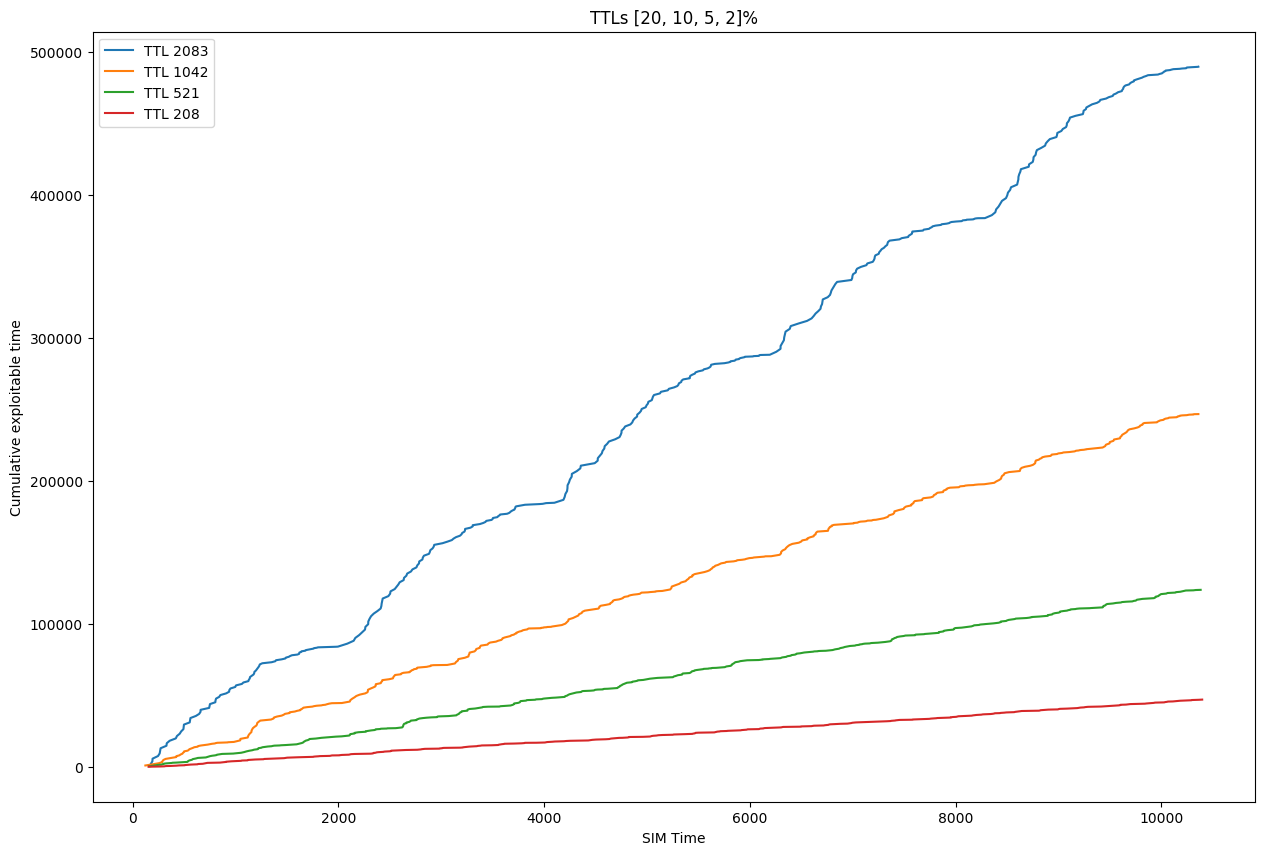 TTLs [20, 10, 5, 2]%
TTL 2083
TTL 1042
TTL 521
TTL 208
Cumulative exploitable time
500000
400000
300000
200000
100000
0
0 2000 4000 6000 8000 10000
SIM Time